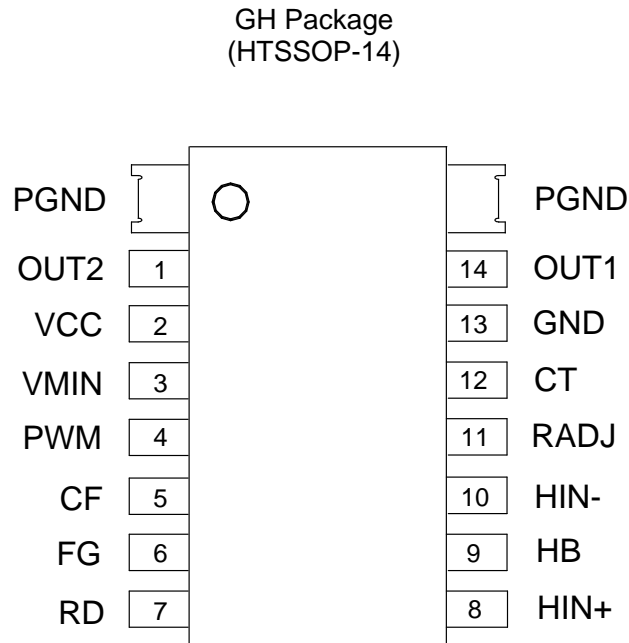 GH Package
(HTSSOP-14)
PGND PGND
OUT2 1 14 OUT1
VCC 2 13 GND
VMIN 3 12 CT
PWM 4 11 RADJ
CF 5 10 HIN-
FG 6 9 HB
RD 7 8 HIN+